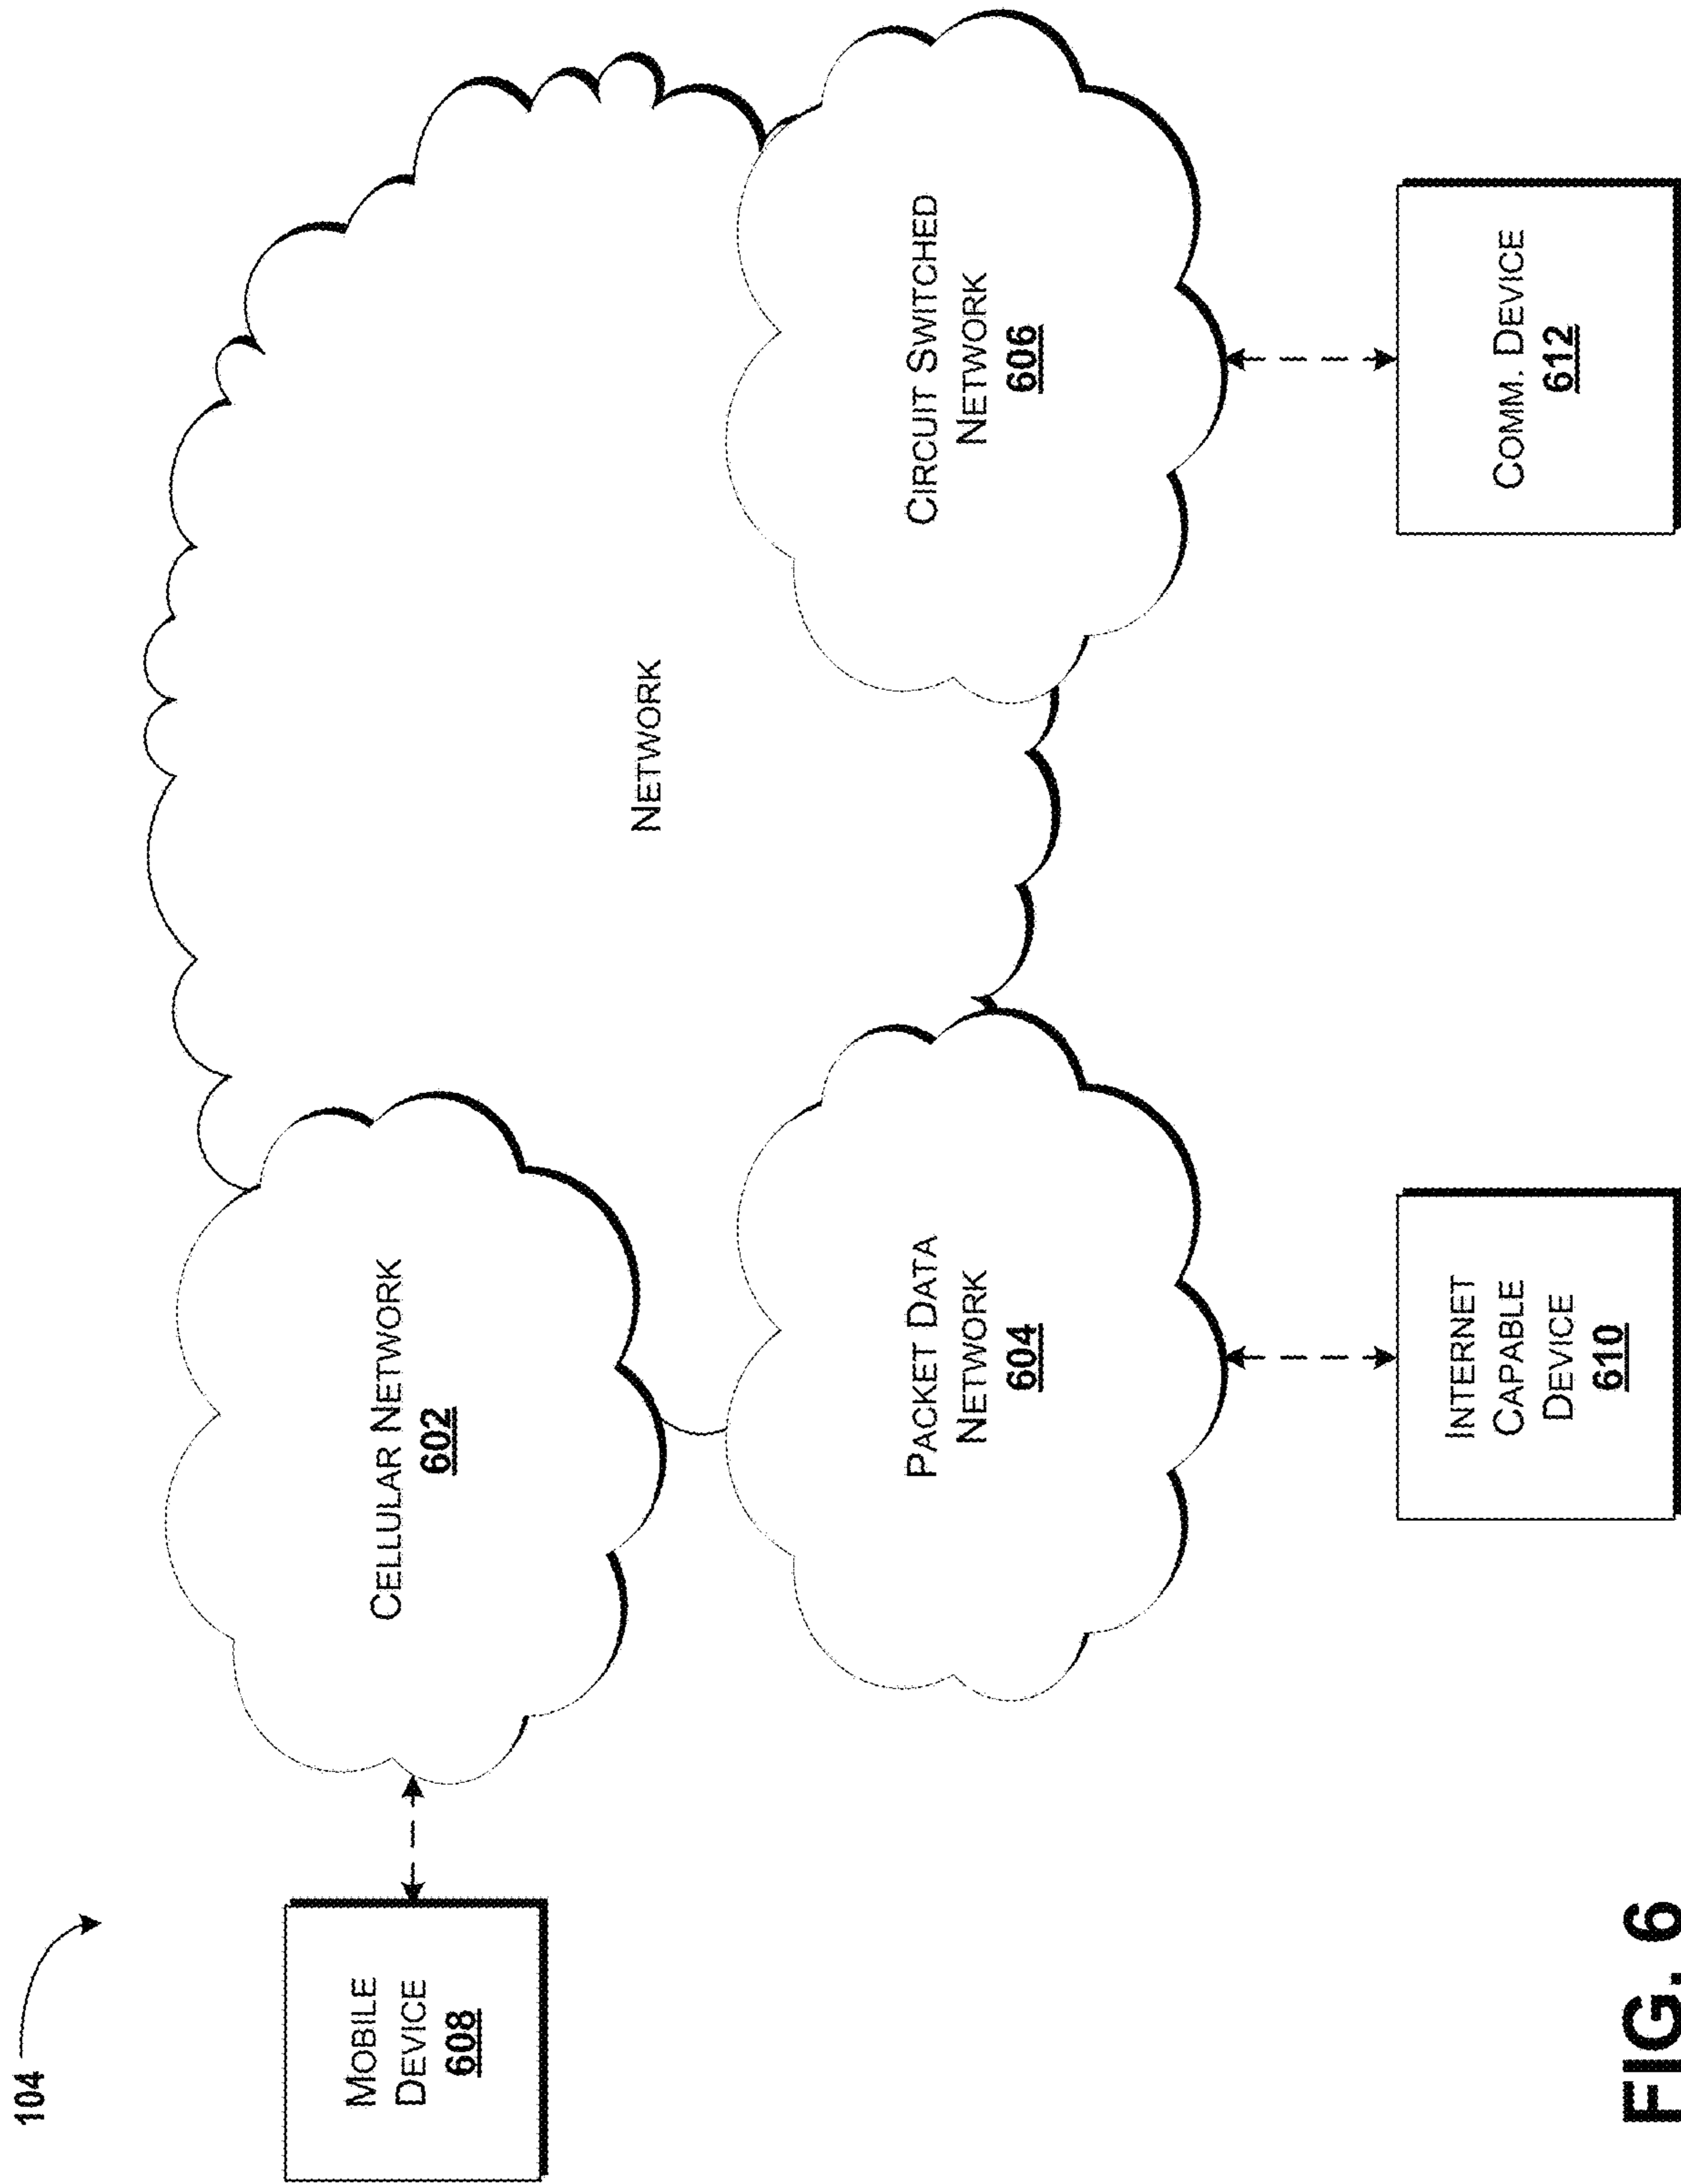 104
MOBILE
DEVICE
608
CELLULAR NETWORK
602
NETWORK
PACKET DATA
NETWORK
604
CIRCUIT SWITCHED
NETWORK
606
INTERNET
CAPABLE
DEVICE
610
COMM. DEVICE
612
FIG. 6